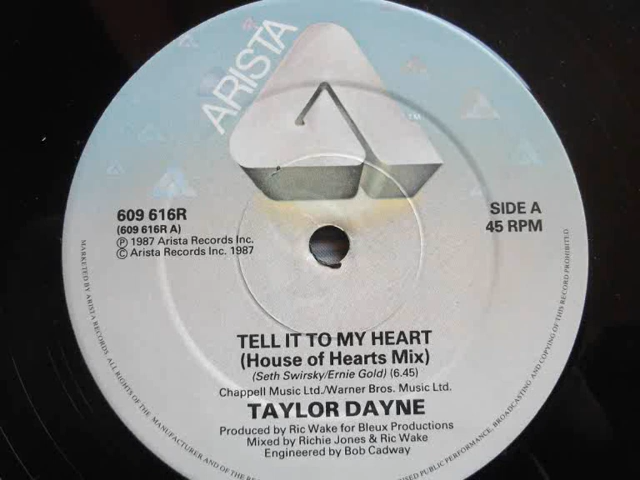 ARISTA
TM
609 616R
(609 616R A)
℗ 1987 Arista Records Inc.
© Arista Records Inc. 1987
SIDE A
45 RPM
TELL IT TO MY HEART
(House of Hearts Mix)
(Seth Swirsky/Ernie Gold) (6.45)
Chappell Music Ltd./Warner Bros. Music Ltd.
TAYLOR DAYNE
Produced by Ric Wake for Bleux Productions
Mixed by Richie Jones & Ric Wake
Engineered by Bob Cadway
MARKETED BY ARISTA RECORDS. ALL RIGHTS OF THE MANUFACTURER AND OF THE
PUBLIC PERFORMANCE, BROADCASTING AND COPYING OF THIS RECORD PROHIBITED